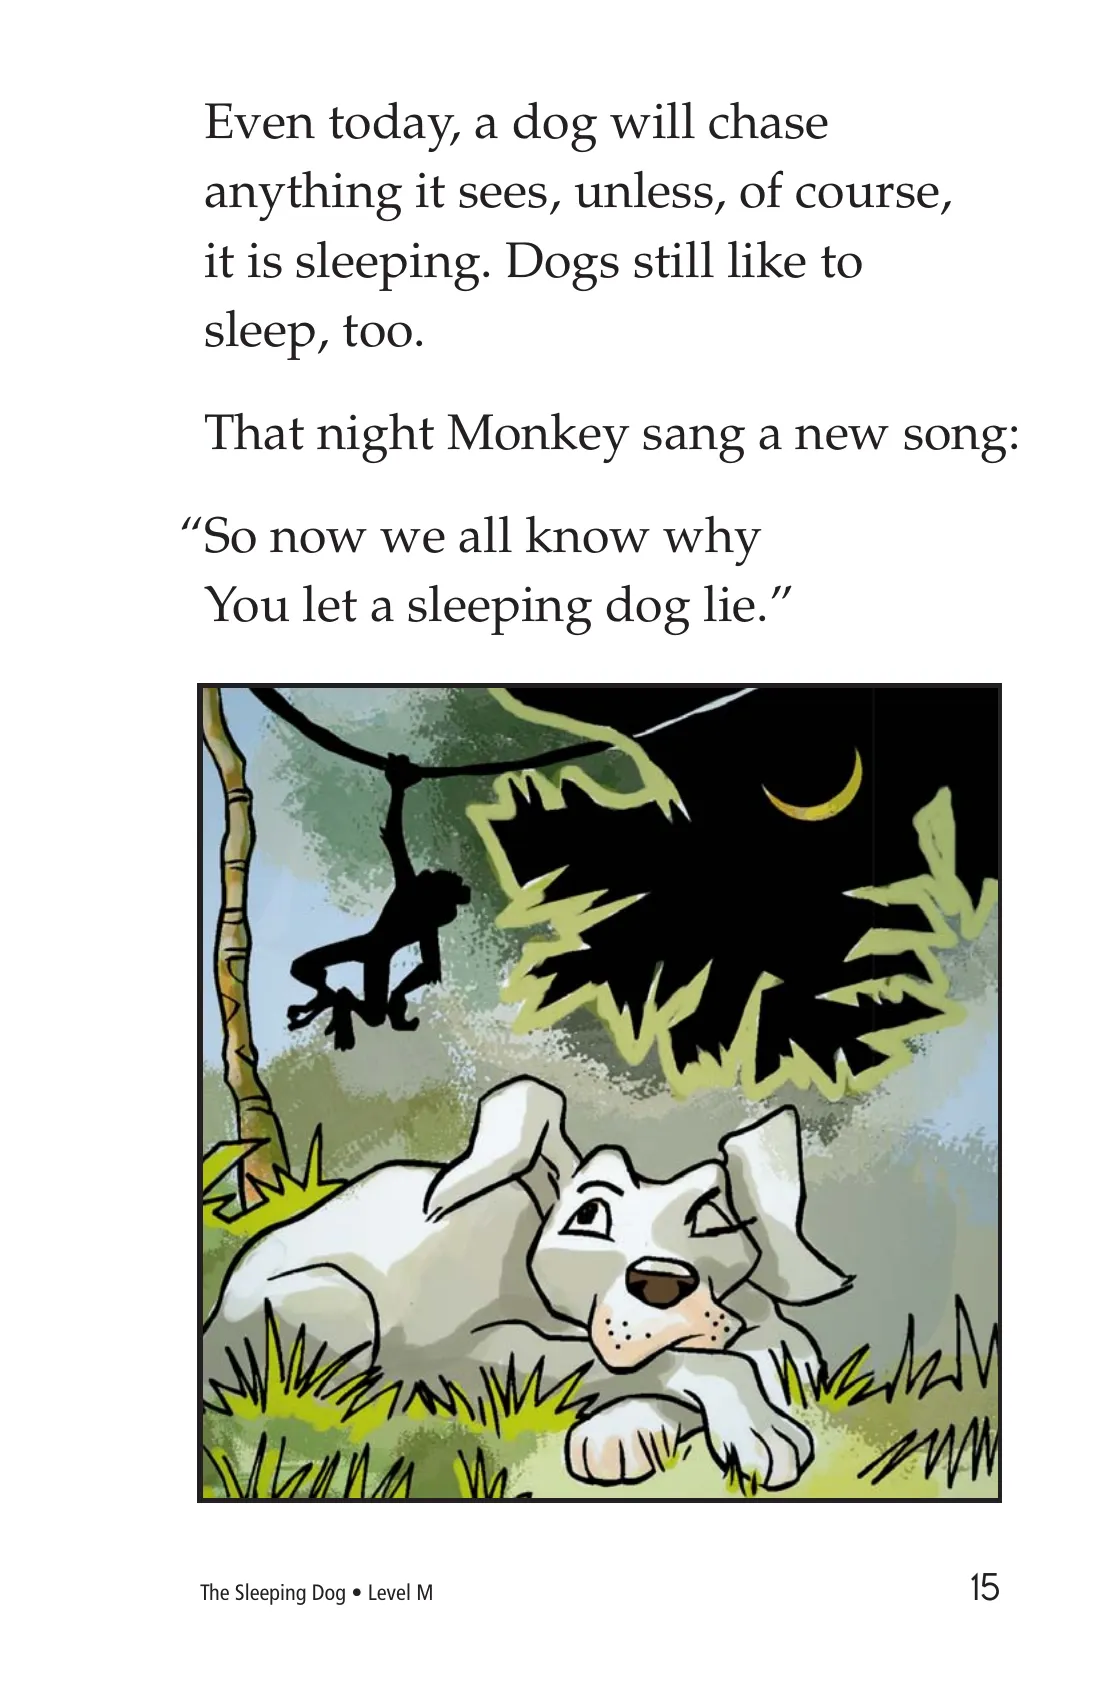 Even today, a dog will chase
anything it sees, unless, of course,
it is sleeping. Dogs still like to
sleep, too.
That night Monkey sang a new song:
“So now we all know why
You let a sleeping dog lie.”
The Sleeping Dog • Level M
15